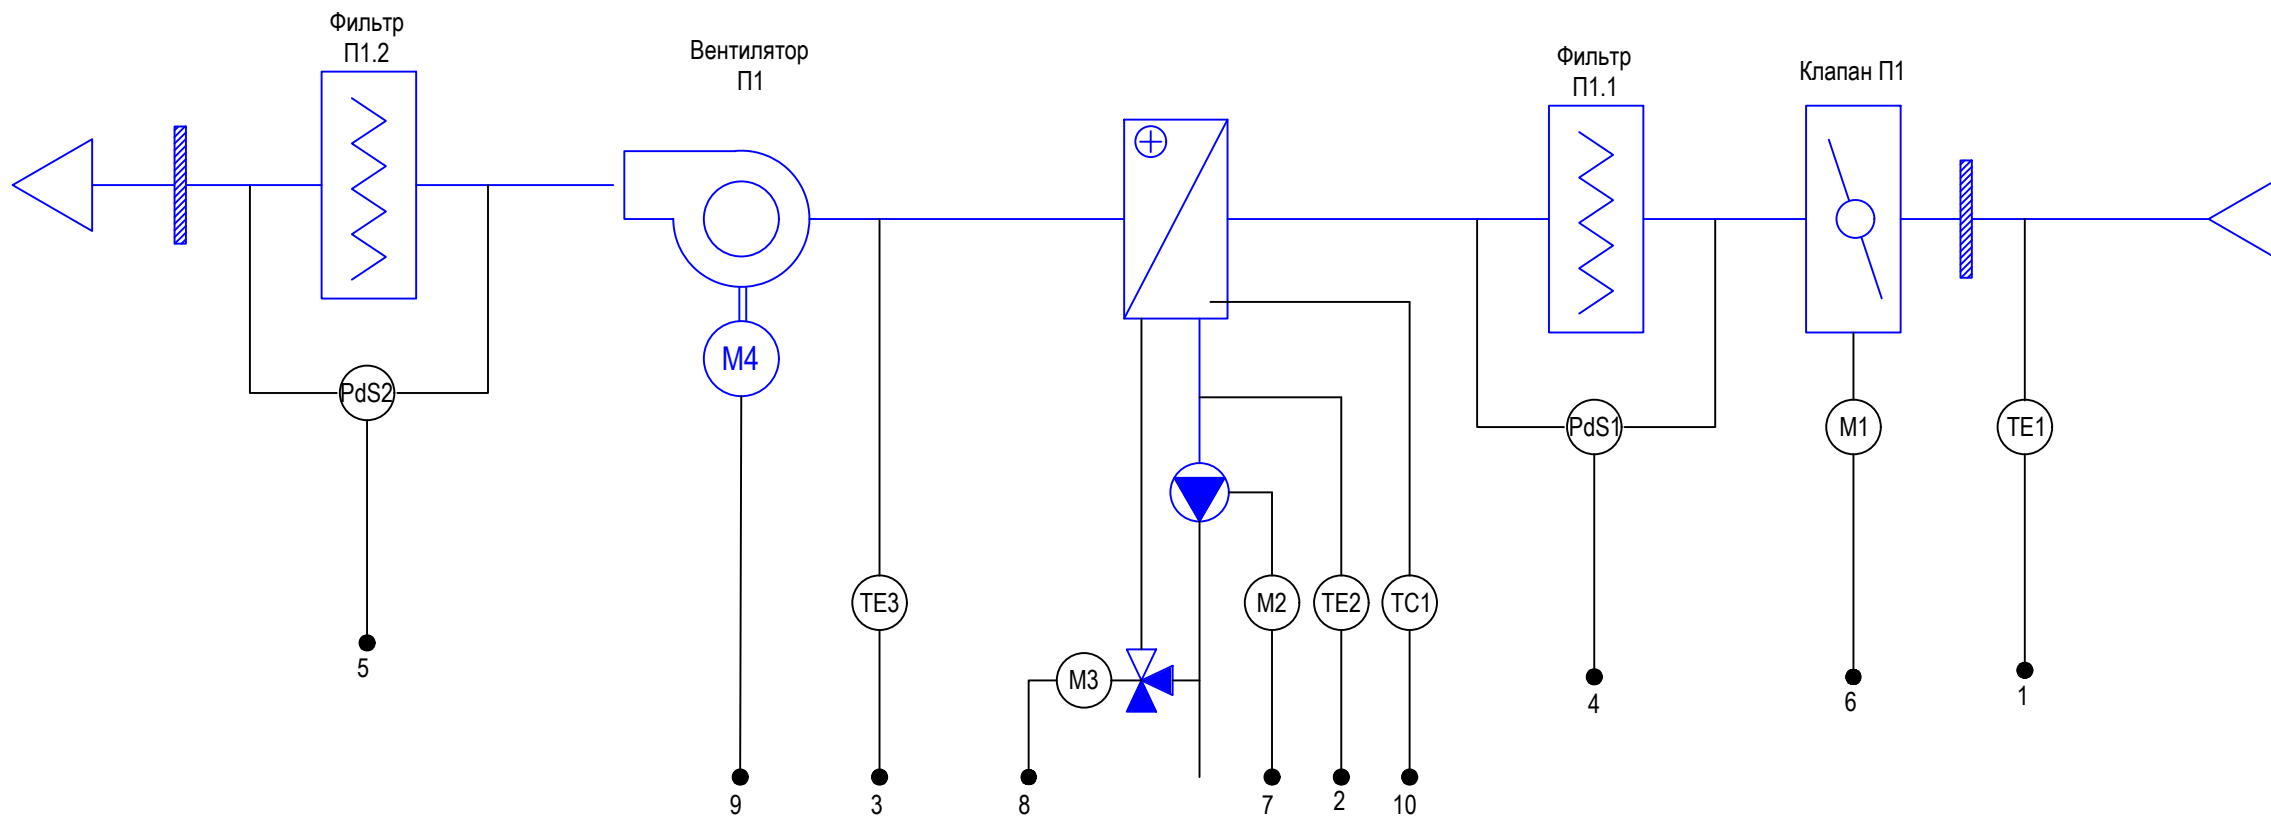 Фильтр
П1.2
Вентилятор
П1
Фильтр
П1.1
Клапан П1
M4
PdS2
PdS1
M1
TE1
TE3
M2
TE2
TC1
M3
5
4
6
1
9
3
8
7
2
10